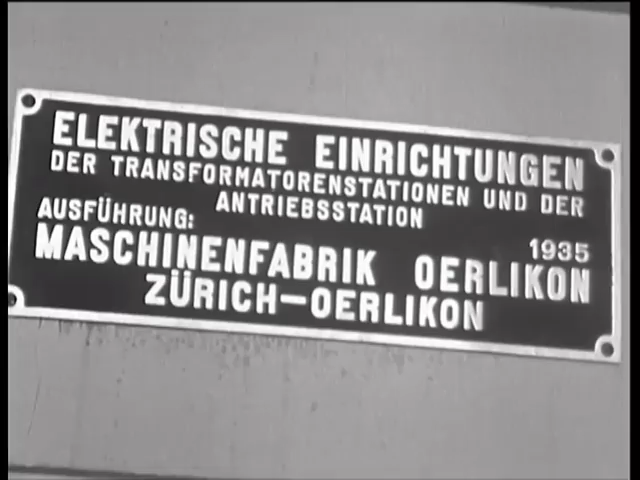 ELEKTRISCHE EINRICHTUNGEN
DER TRANSFORMATORENSTATIONEN UND DER
ANTRIEBSSTATION
AUSFÜHRUNG: 1935
MASCHINENFABRIK OERLIKON
ZÜRICH–OERLIKON